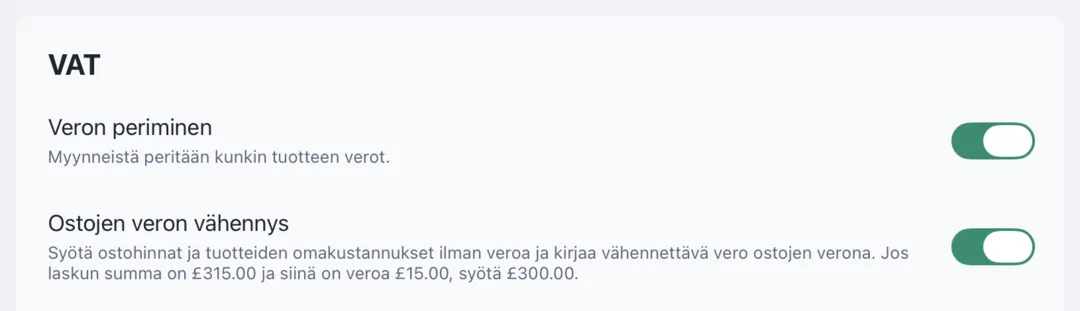 VAT
Veron periminen
Myynneistä peritään kunkin tuotteen verot.
Ostojen veron vähennys
Syötä ostohinnat ja tuotteiden omakustannukset ilman veroa ja kirjaa vähennettävä vero ostojen verona. Jos
laskun summa on £315.00 ja siinä on veroa £15.00, syötä £300.00.